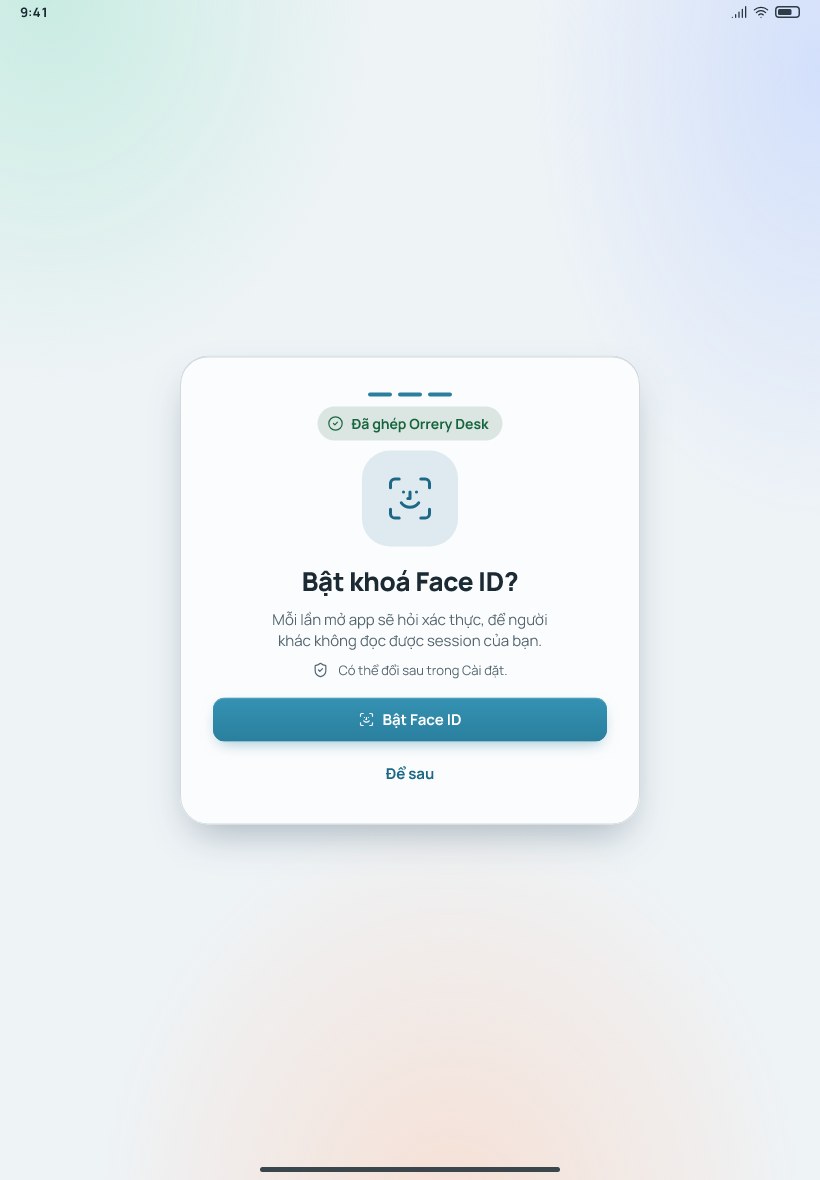 9:41
Đã ghép Orrery Desk
Bật khoá Face ID?
Mỗi lần mở app sẽ hỏi xác thực, để người
khác không đọc được session của bạn.
Có thể đổi sau trong Cài đặt.
Bật Face ID
Để sau